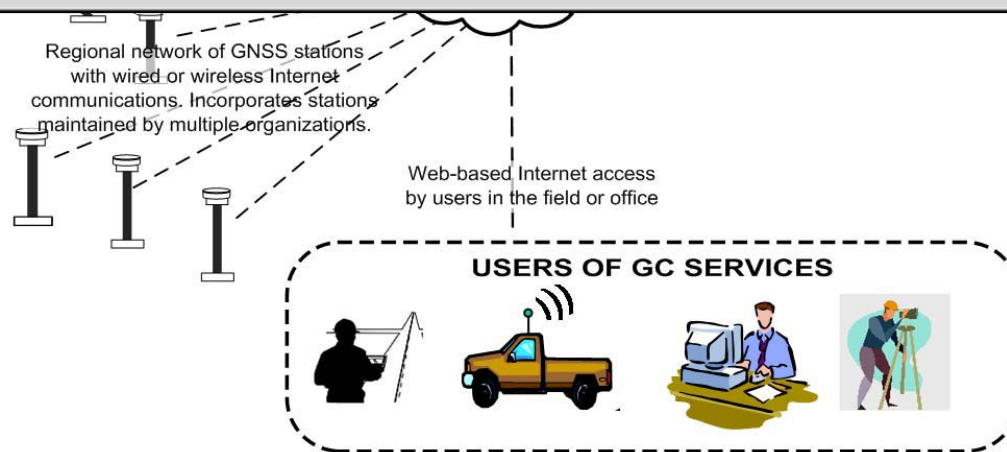 Regional network of GNSS stations
with wired or wireless Internet
communications. Incorporates stations
maintained by multiple organizations.
Web-based Internet access
by users in the field or office
USERS OF GC SERVICES